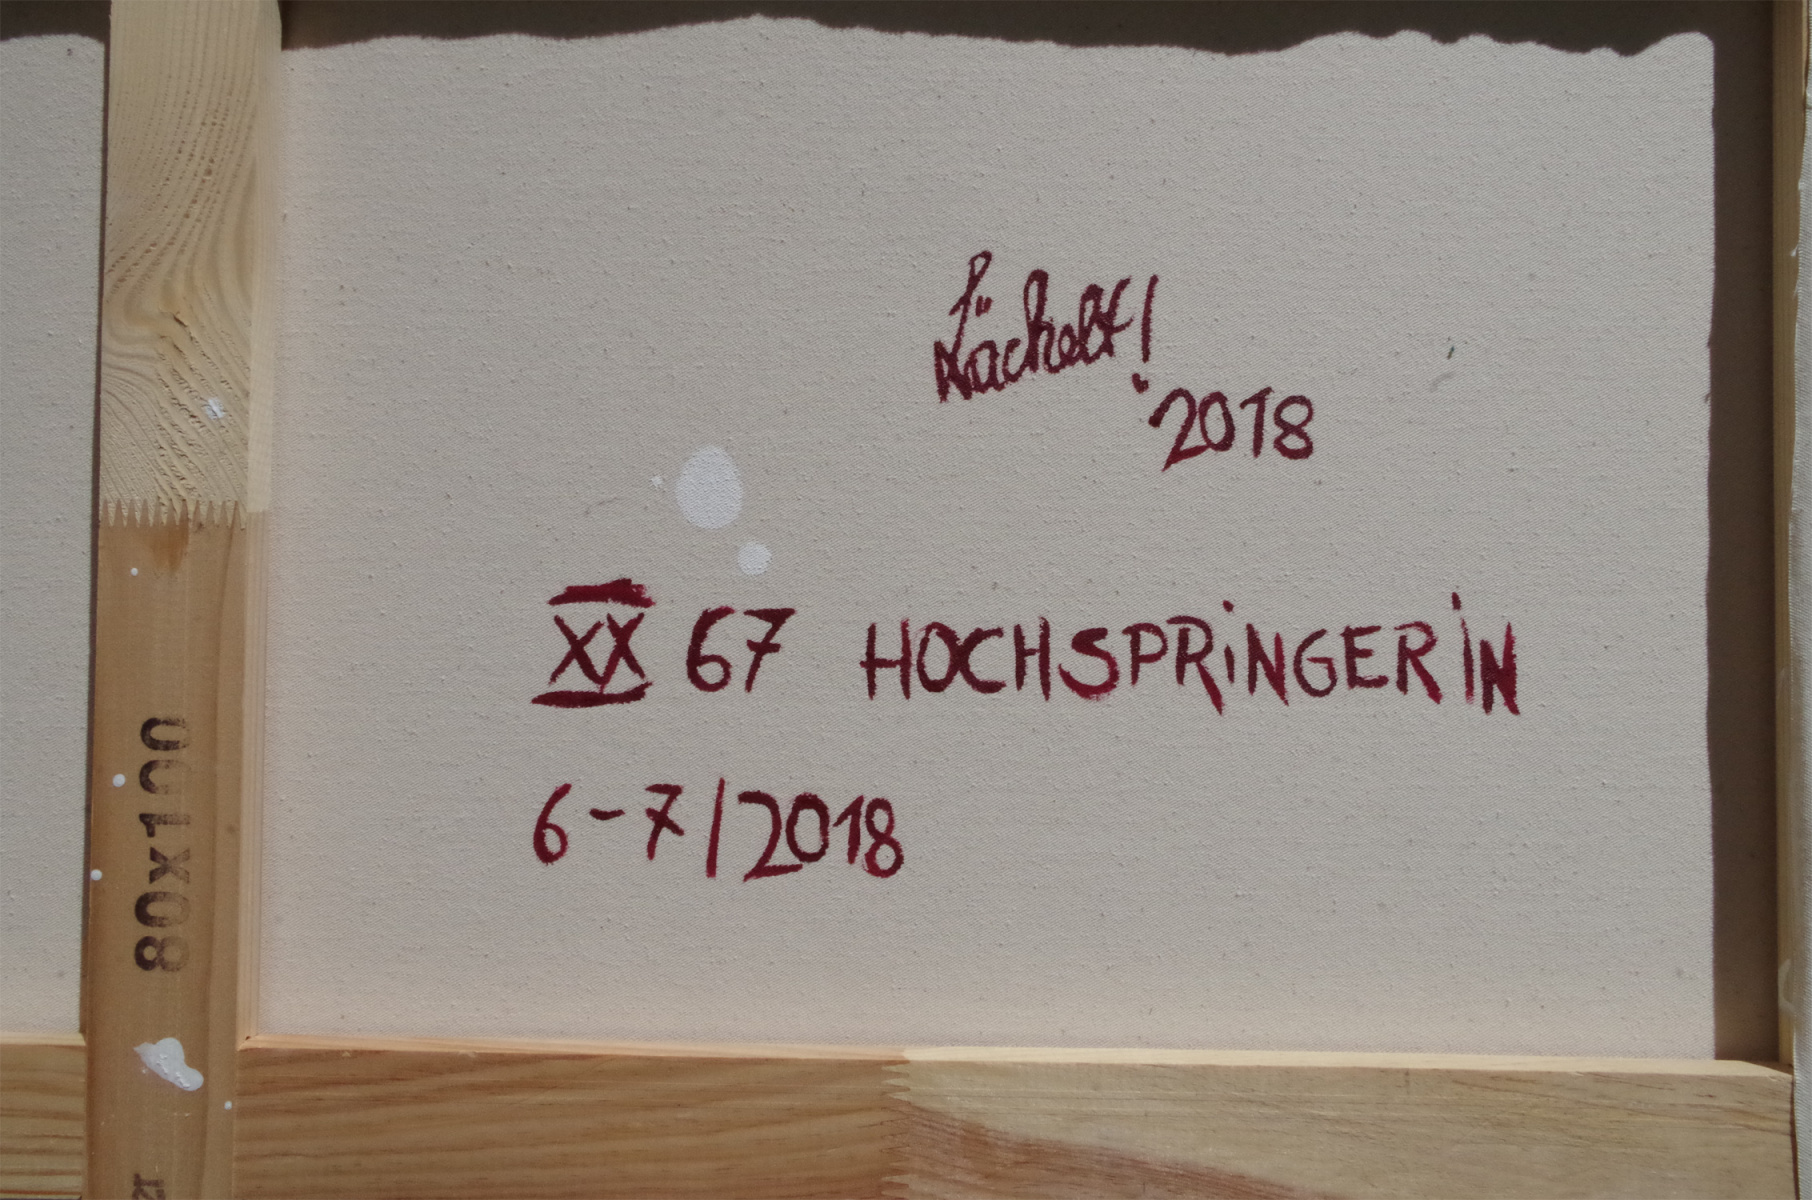 Lächelt!
2018
XX 67 HOCHSPRiNGERiN
6-7/2018
80x100